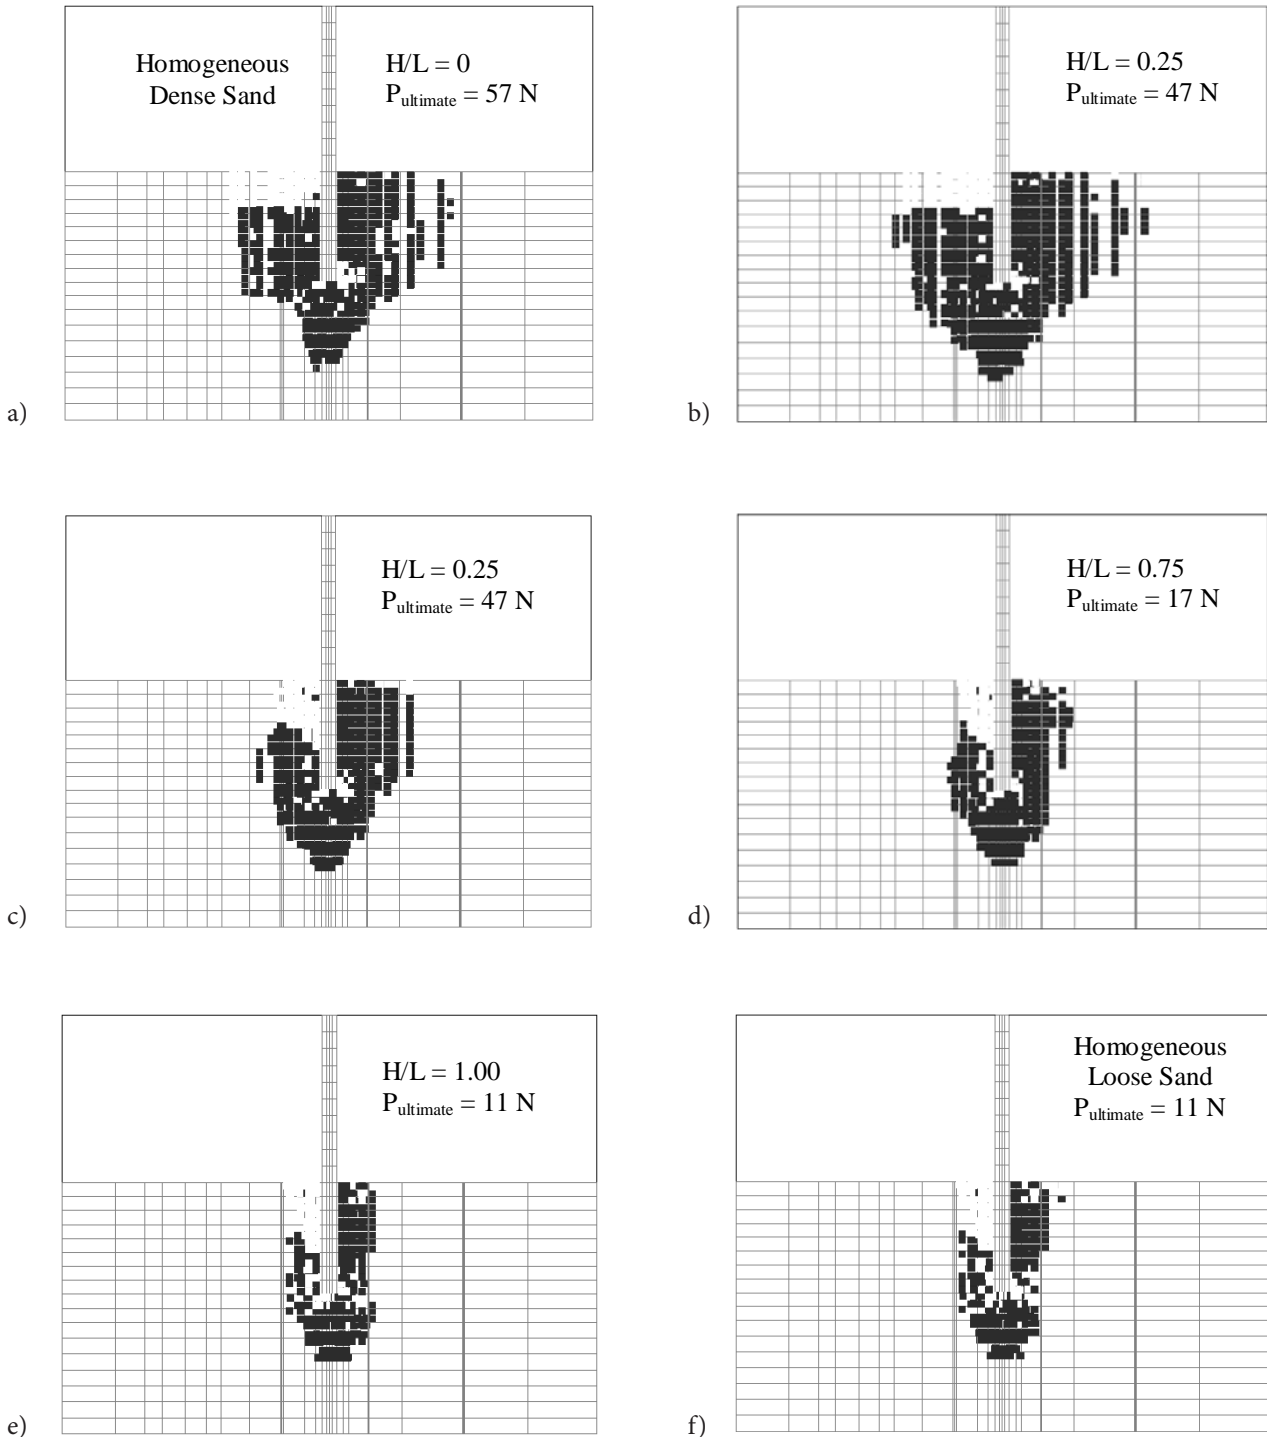 Homogeneous
Dense Sand
H/L = 0
Pultimate = 57 N
a)
H/L = 0.25
Pultimate = 47 N
b)
H/L = 0.25
Pultimate = 47 N
c)
H/L = 0.75
Pultimate = 17 N
d)
H/L = 1.00
Pultimate = 11 N
e)
Homogeneous
Loose Sand
Pultimate = 11 N
f)